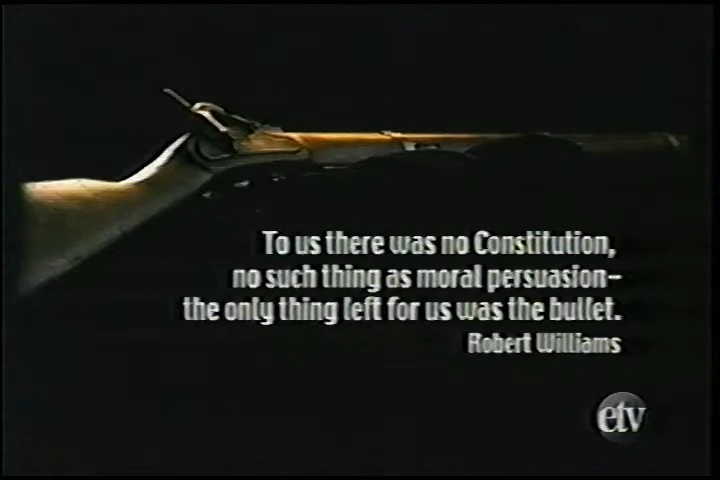 To us there was no Constitution,
no such thing as moral persuasion–
the only thing left for us was the bullet.
Robert Williams
etv